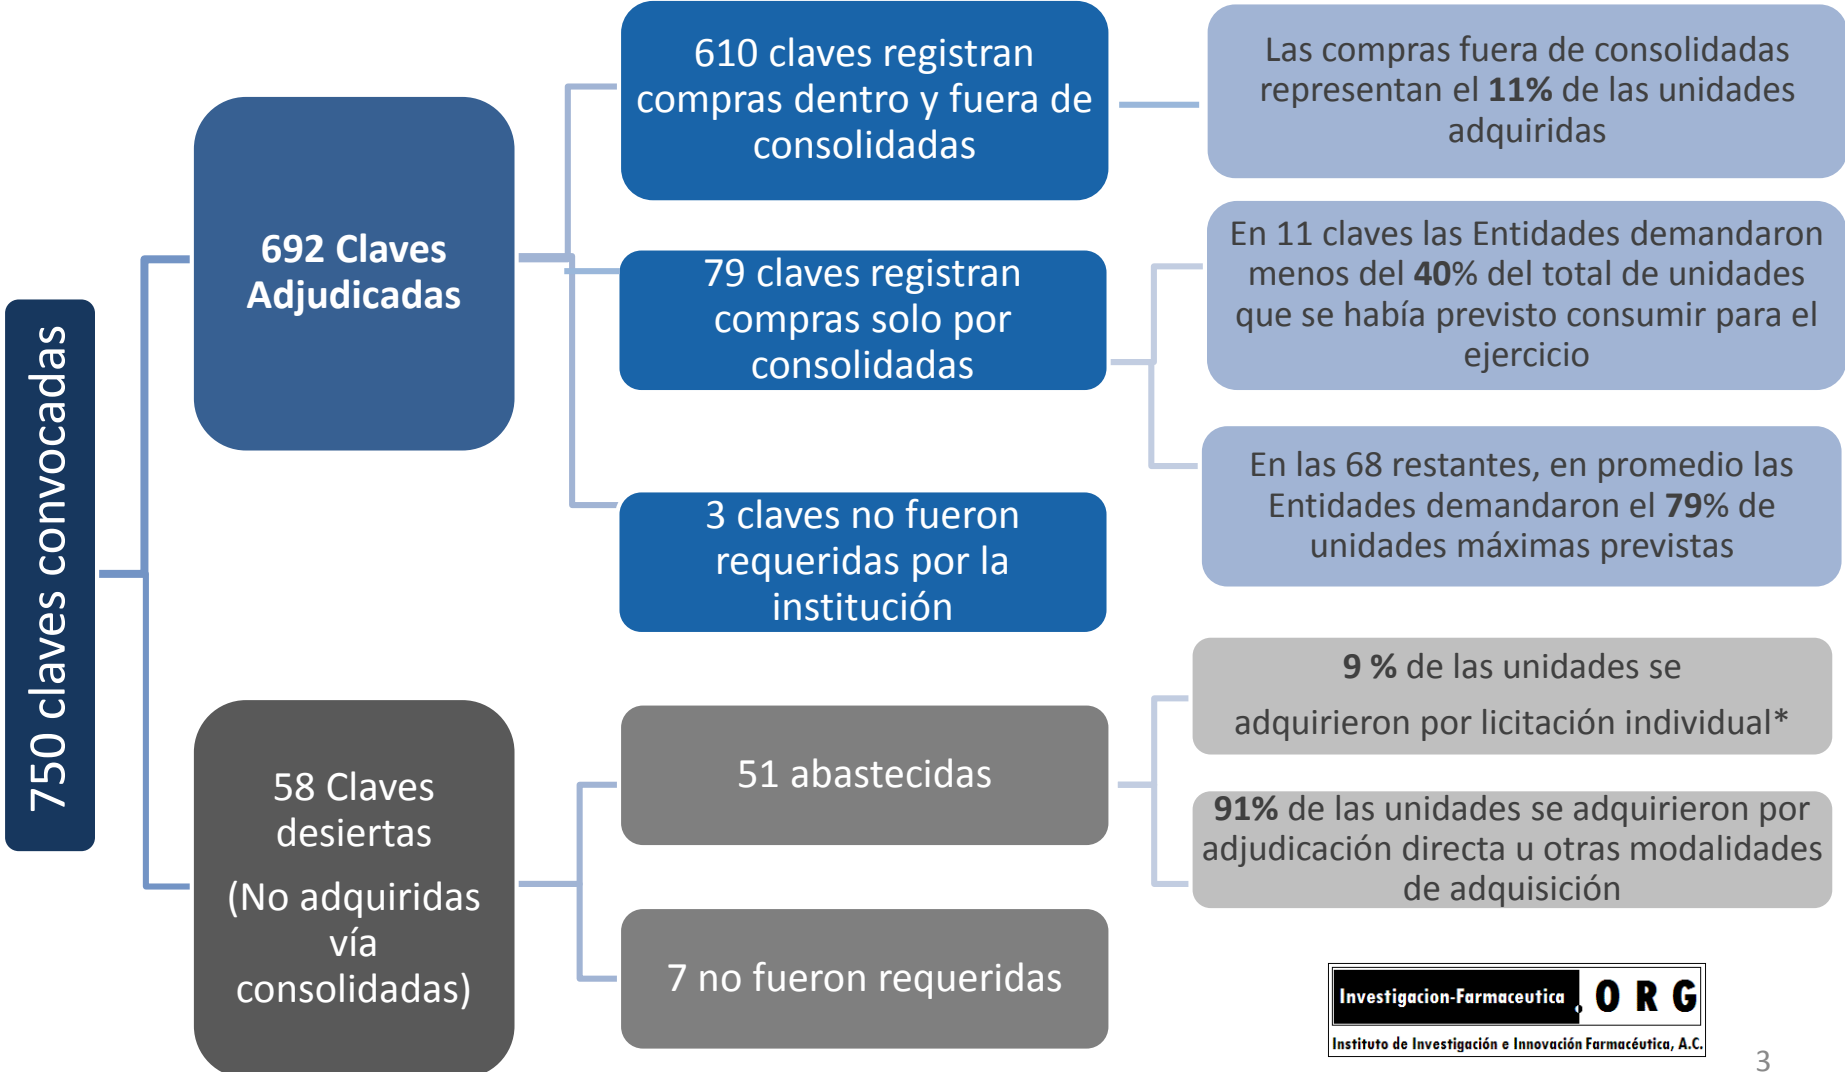 750 claves convocadas
692 Claves
Adjudicadas
610 claves registran
compras dentro y fuera de
consolidadas
Las compras fuera de consolidadas
representan el 11% de las unidades
adquiridas
79 claves registran
compras solo por
consolidadas
En 11 claves las Entidades demandaron
menos del 40% del total de unidades
que se había previsto consumir para el
ejercicio
En las 68 restantes, en promedio las
Entidades demandaron el 79% de
unidades máximas previstas
3 claves no fueron
requeridas por la
institución
58 Claves
desiertas
(No adquiridas
vía
consolidadas)
51 abastecidas
9 % de las unidades se
adquirieron por licitación individual*
91% de las unidades se adquirieron por
adjudicación directa u otras modalidades
de adquisición
7 no fueron requeridas
Investigacion-Farmaceutica .ORG
Instituto de Investigación e Innovación Farmacéutica, A.C.
3